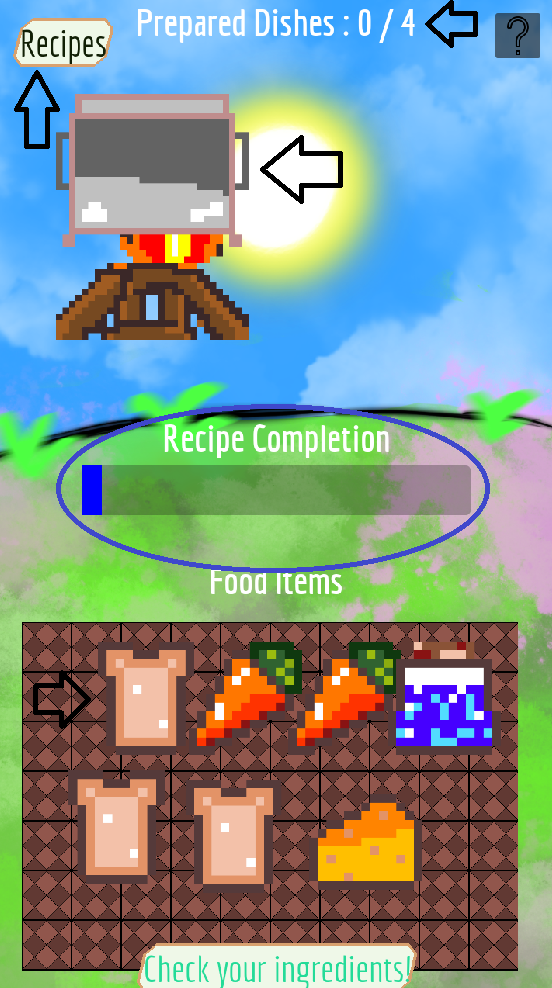 Prepared Dishes : 0 / 4
?
Recipes
Recipe Completion
Food Items
Check your ingredients!